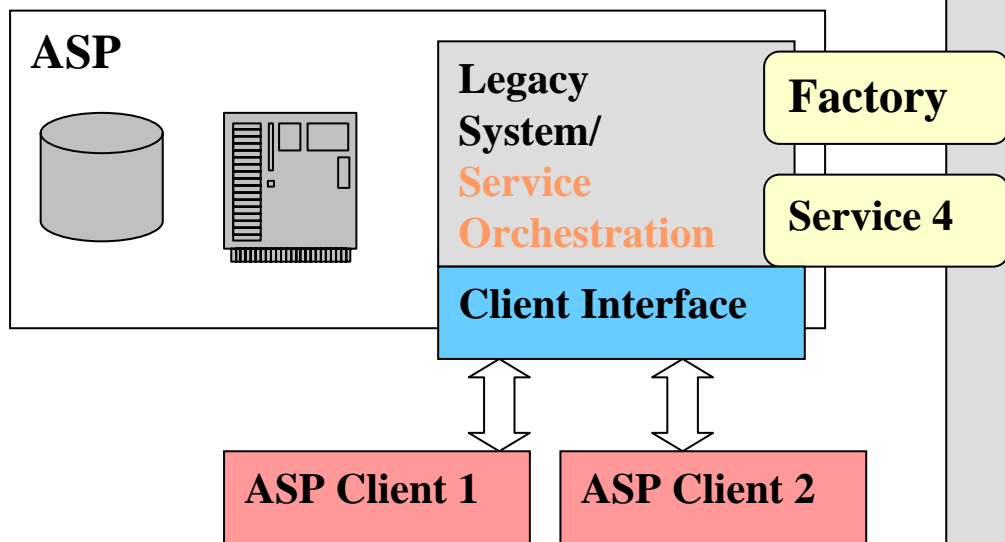 ASP
Legacy
System/
Service
Orchestration
Factory
Service 4
Client Interface
ASP Client 1
ASP Client 2